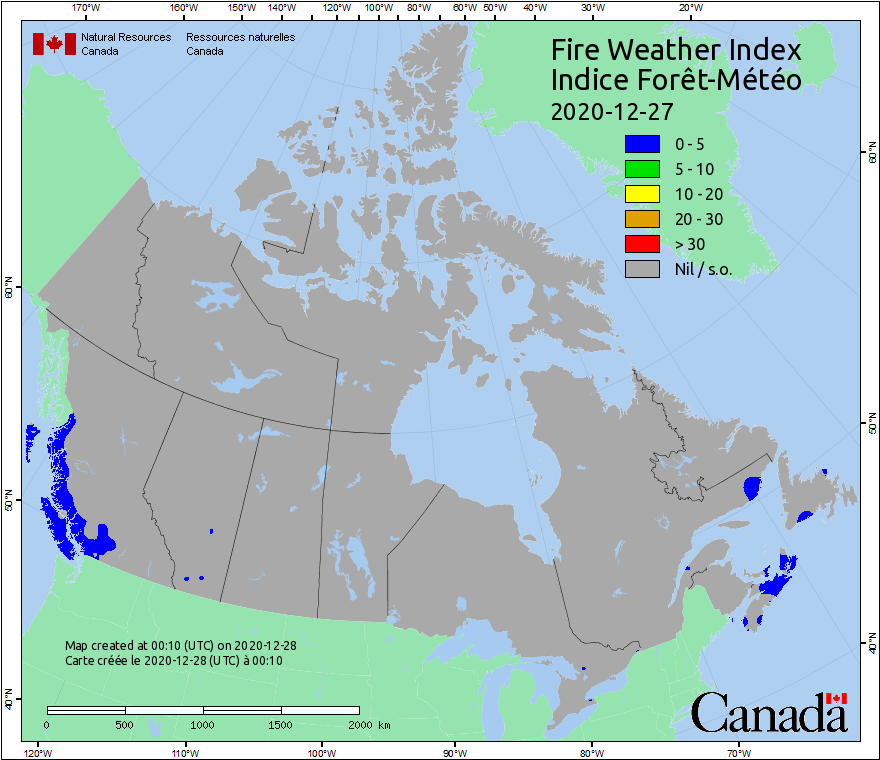 170°W 160°W 150°W 140°W 130°W 120°W 110°W 100°W 90°W 80°W 60°W 50°W 40°W 30°W 20°W
Natural Resources Canada
Ressources naturelles Canada
Fire Weather Index
Indice Forêt-Météo
2020-12-27
0 - 5
5 - 10
10 - 20
20 - 30
> 30
Nil / s.o.
60°N
50°N
40°N
60°N
50°N
40°N
Map created at 00:10 (UTC) on 2020-12-28
Carte créée le 2020-12-28 (UTC) à 00:10
0 500 1000 1500 2000 km
Canada
120°W 110°W 100°W 90°W 80°W 70°W